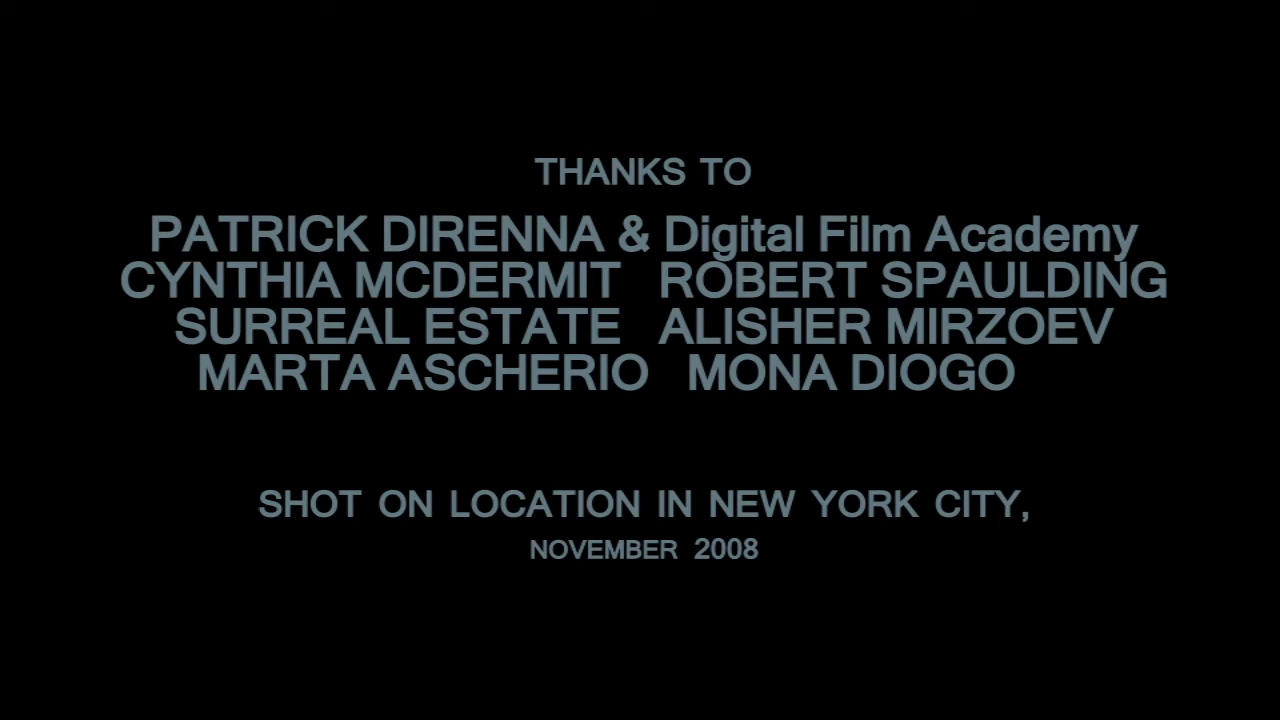 THANKS TO
PATRICK DIRENNA & Digital Film Academy
CYNTHIA MCDERMIT ROBERT SPAULDING
SURREAL ESTATE ALISHER MIRZOEV
MARTA ASCHERIO MONA DIOGO
SHOT ON LOCATION IN NEW YORK CITY,
NOVEMBER 2008